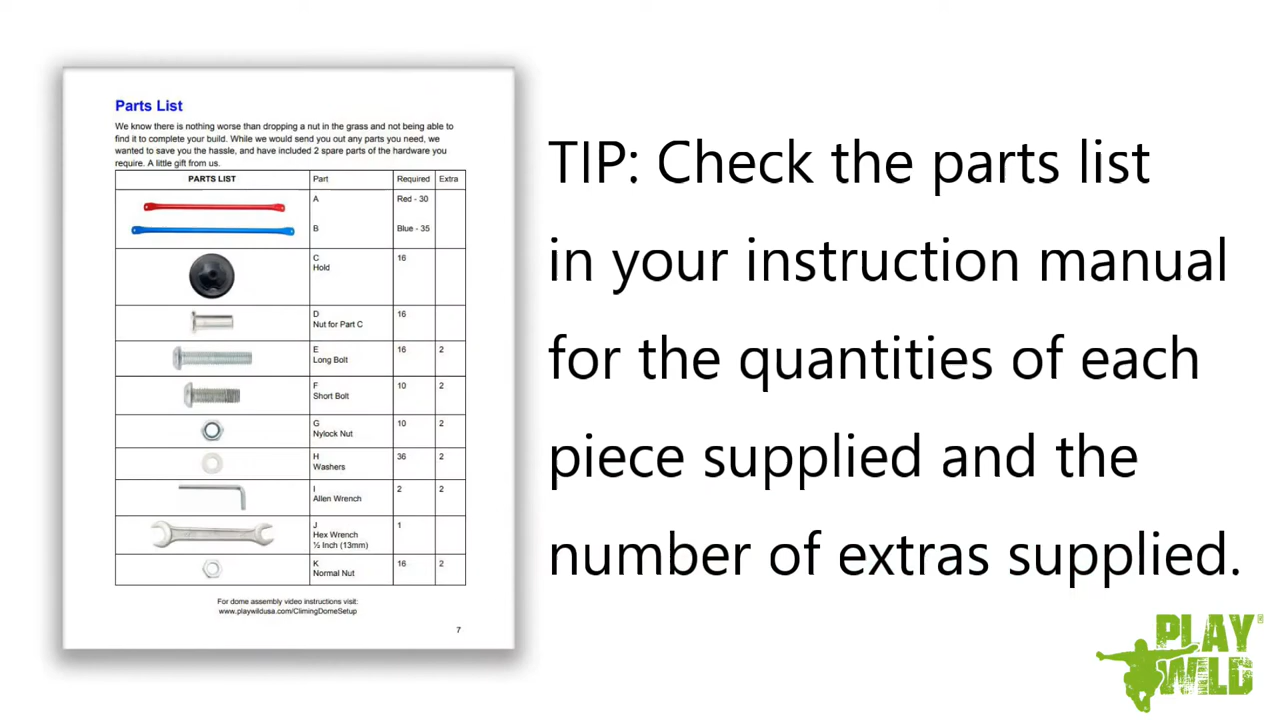 Parts List
We know there is nothing worse than dropping a nut in the grass and not being able to
find it to complete your build. While we would send you out any parts you need, we
wanted to save you the hassle, and have included 2 spare parts of the hardware you
require. A little gift from us.
PARTS LIST Part Required Extra
A Red - 30
B Blue - 35
C 16
Hold
D 16
Nut for Part C
E 16 2
Long Bolt
F 10 2
Short Bolt
G 10 2
Nylock Nut
H 36 2
Washers
I 2 2
Allen Wrench
J 1
Hex Wrench
½ Inch (13mm)
K 16 2
Normal Nut
For dome assembly video instructions visit:
www.playwildusa.com/ClimingDomeSetup
7
TIP: Check the parts list
in your instruction manual
for the quantities of each
piece supplied and the
number of extras supplied.
PLAY
WILD